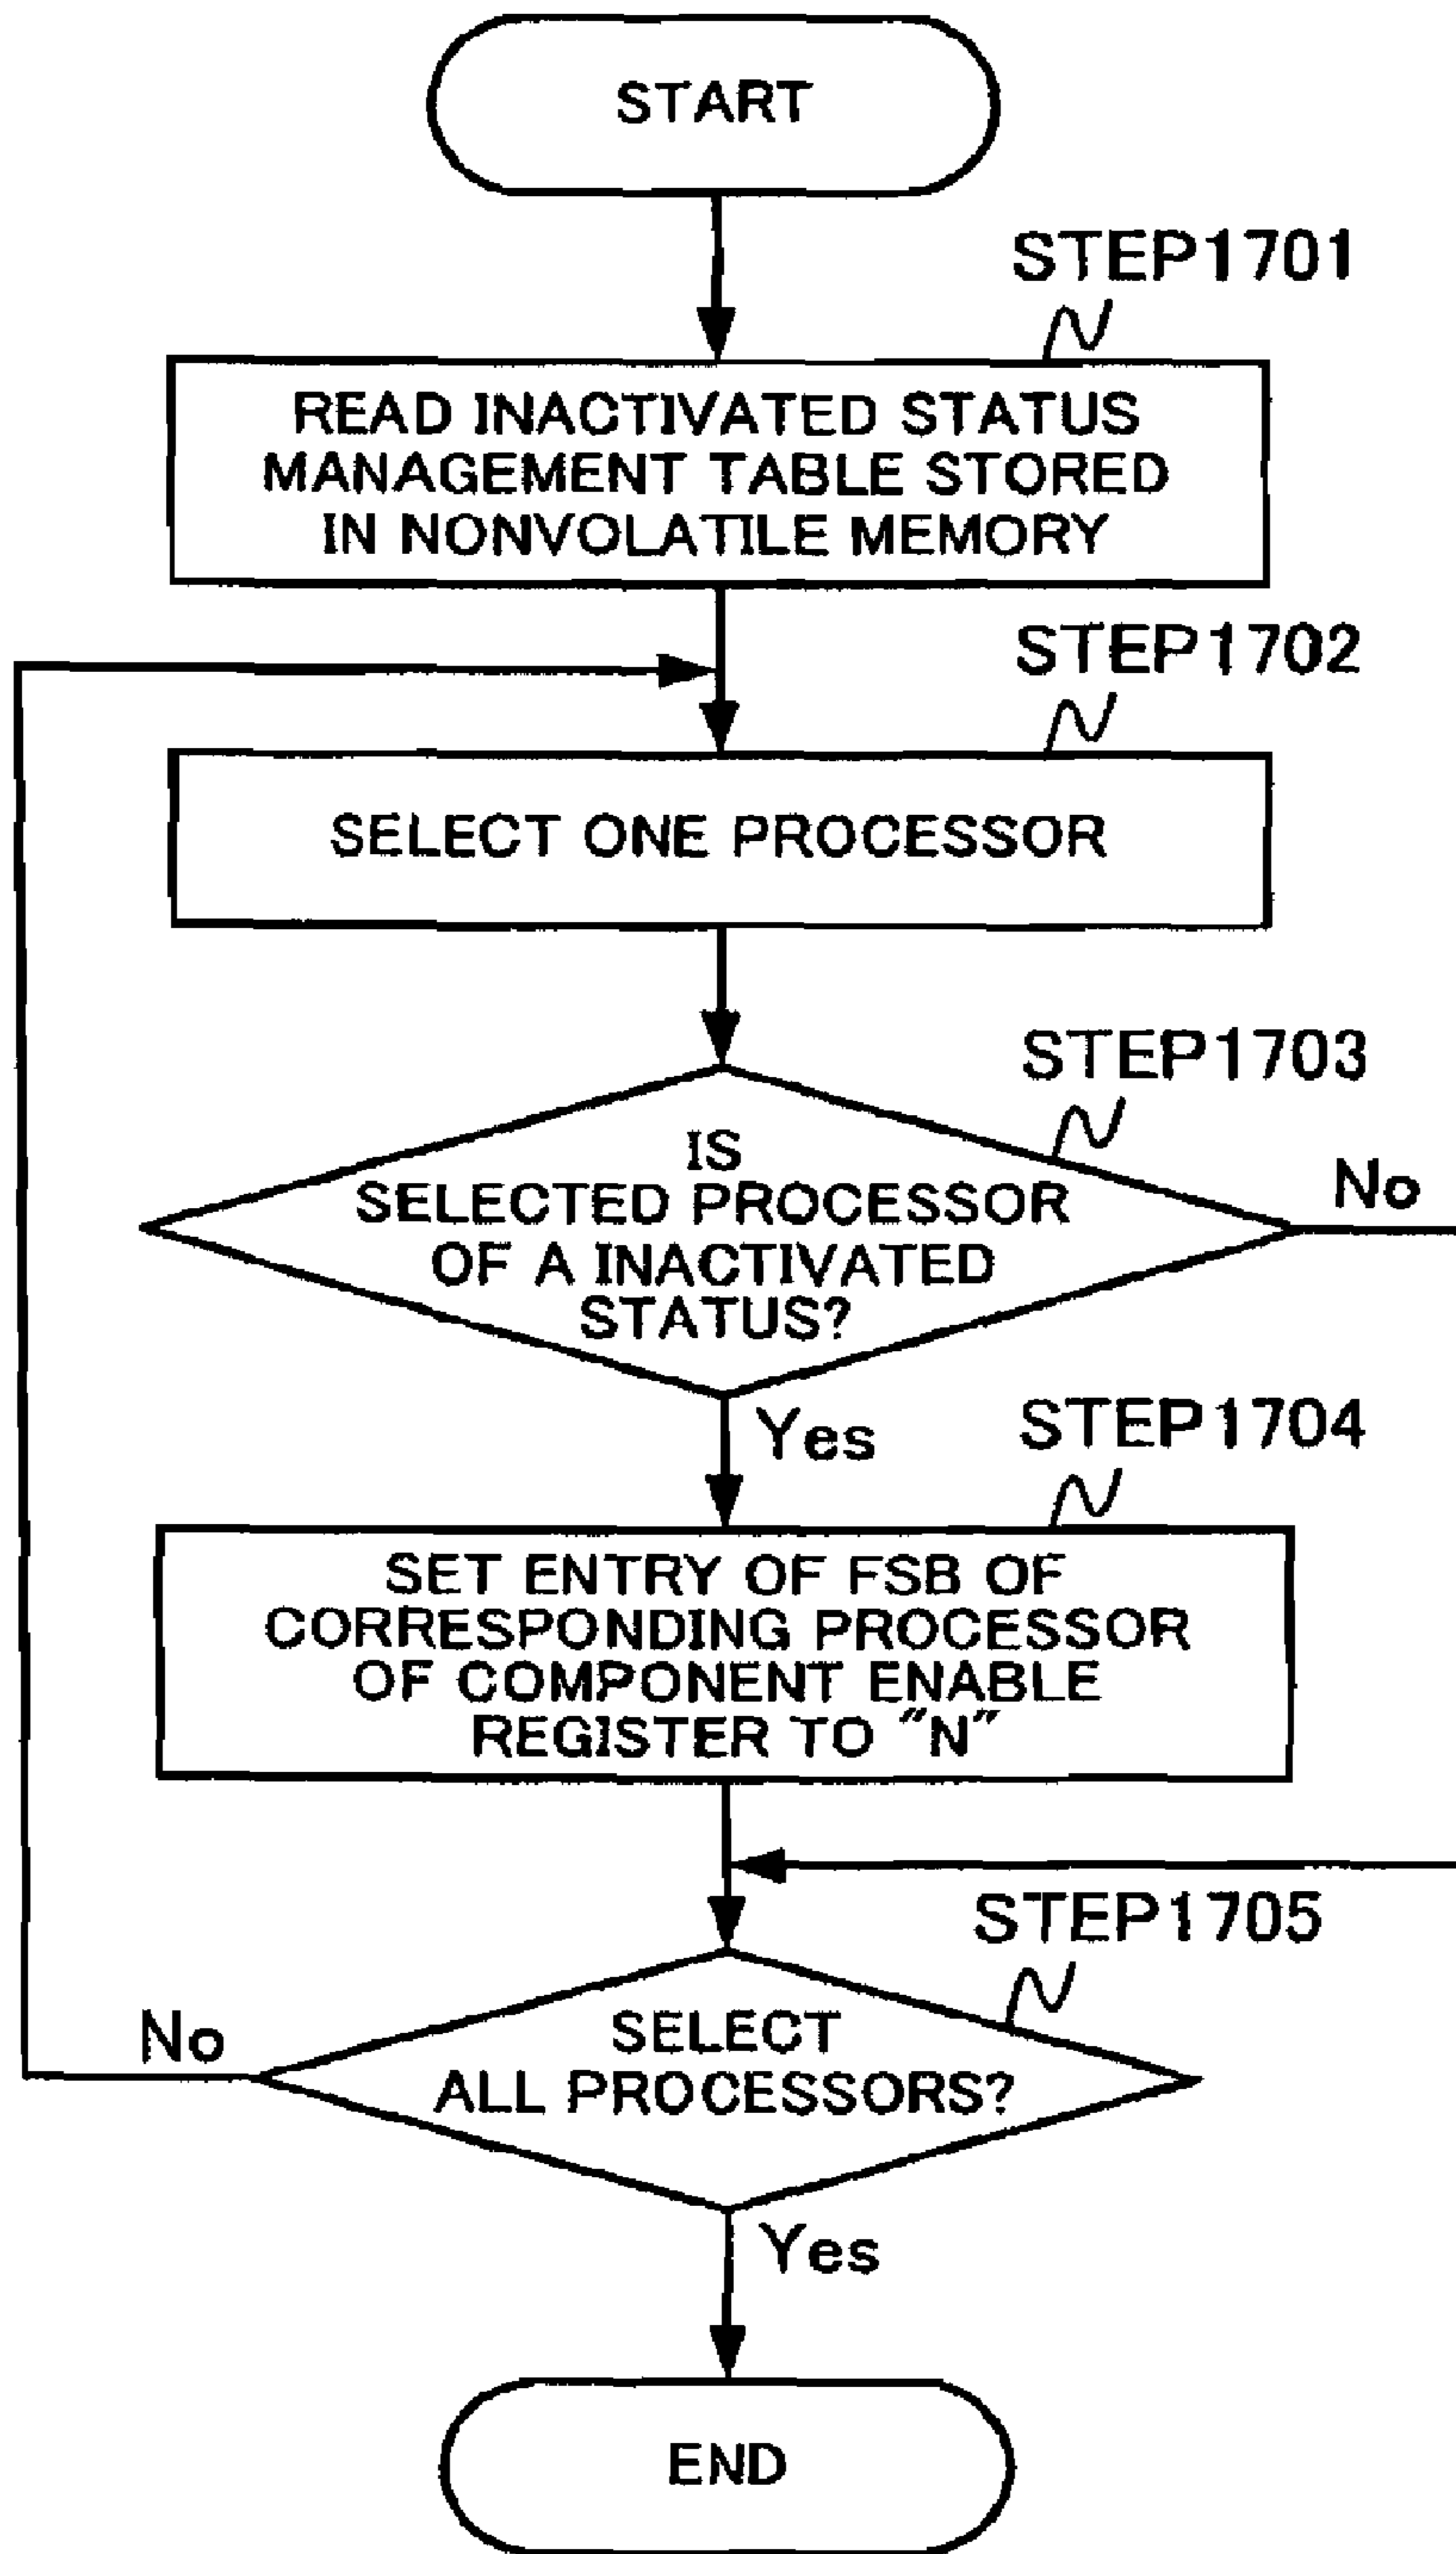 START
STEP1701
READ INACTIVATED STATUS
MANAGEMENT TABLE STORED
IN NONVOLATILE MEMORY
STEP1702
SELECT ONE PROCESSOR
STEP1703
IS
SELECTED PROCESSOR
OF A INACTIVATED
STATUS?
No
Yes
STEP1704
SET ENTRY OF FSB OF
CORRESPONDING PROCESSOR
OF COMPONENT ENABLE
REGISTER TO "N"
STEP1705
SELECT
ALL PROCESSORS?
No
Yes
END